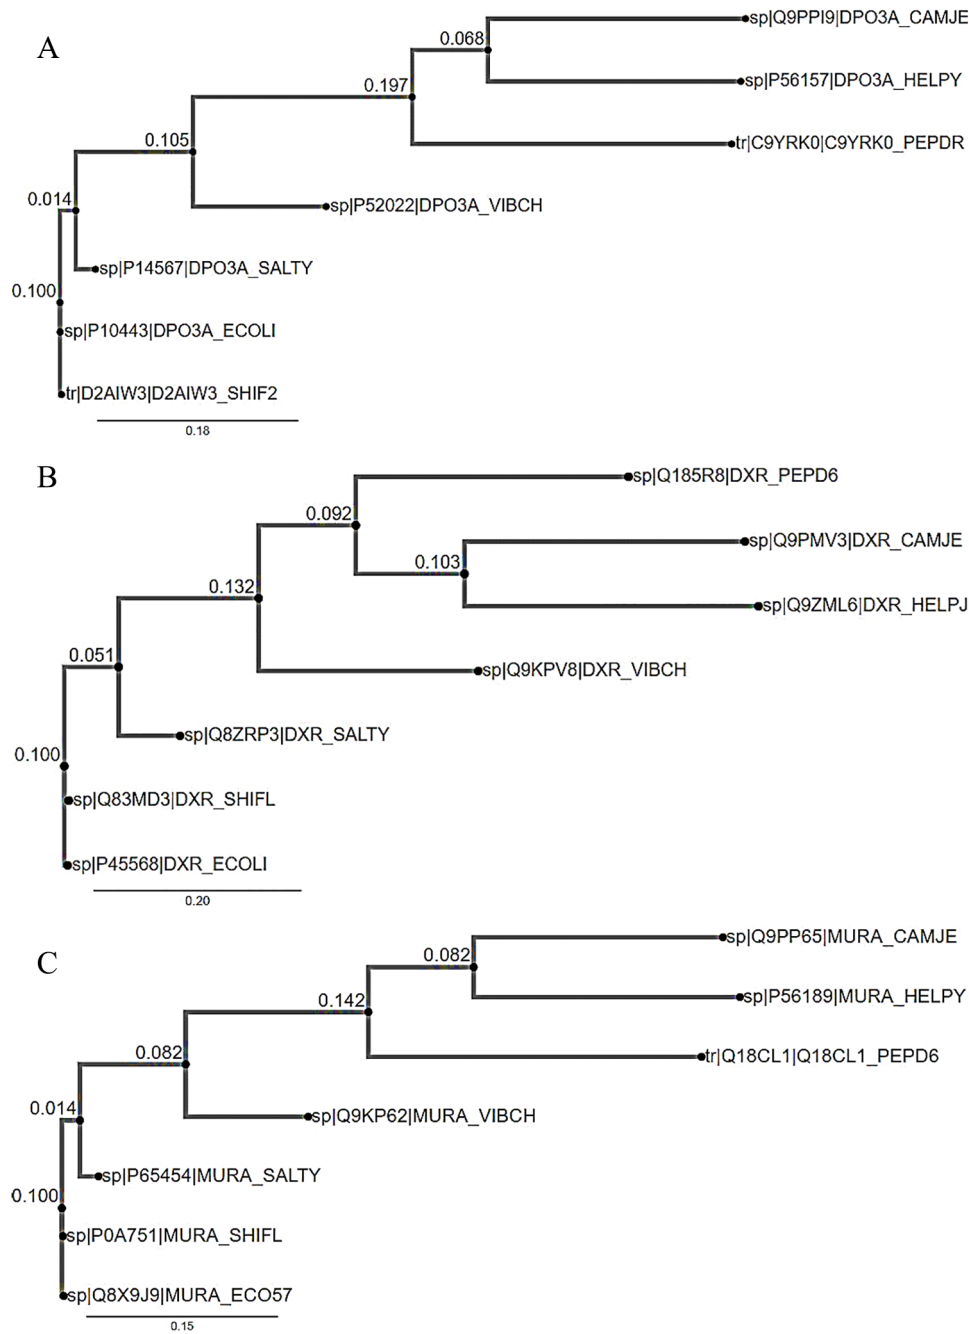 A
sp|Q9PPI9|DPO3A_CAMJE
0.068
sp|P56157|DPO3A_HELPY
0.197
tr|C9YRK0|C9YRK0_PEPDR
0.105
sp|P52022|DPO3A_VIBCH
0.014
sp|P14567|DPO3A_SALTY
0.100
sp|P10443|DPO3A_ECOLI
tr|D2AIW3|D2AIW3_SHIF2
0.18
B
sp|Q185R8|DXR_PEPD6
0.092
sp|Q9PMV3|DXR_CAMJE
0.103
0.132
sp|Q9ZML6|DXR_HELPJ
0.051
sp|Q9KPV8|DXR_VIBCH
sp|Q8ZRP3|DXR_SALTY
0.100
sp|Q83MD3|DXR_SHIFL
sp|P45568|DXR_ECOLI
0.20
C
sp|Q9PP65|MURA_CAMJE
0.082
sp|P56189|MURA_HELPY
0.142
tr|Q18CL1|Q18CL1_PEPD6
0.082
0.014
sp|Q9KP62|MURA_VIBCH
sp|P65454|MURA_SALTY
0.100
sp|P0A751|MURA_SHIFL
sp|Q8X9J9|MURA_ECO57
0.15